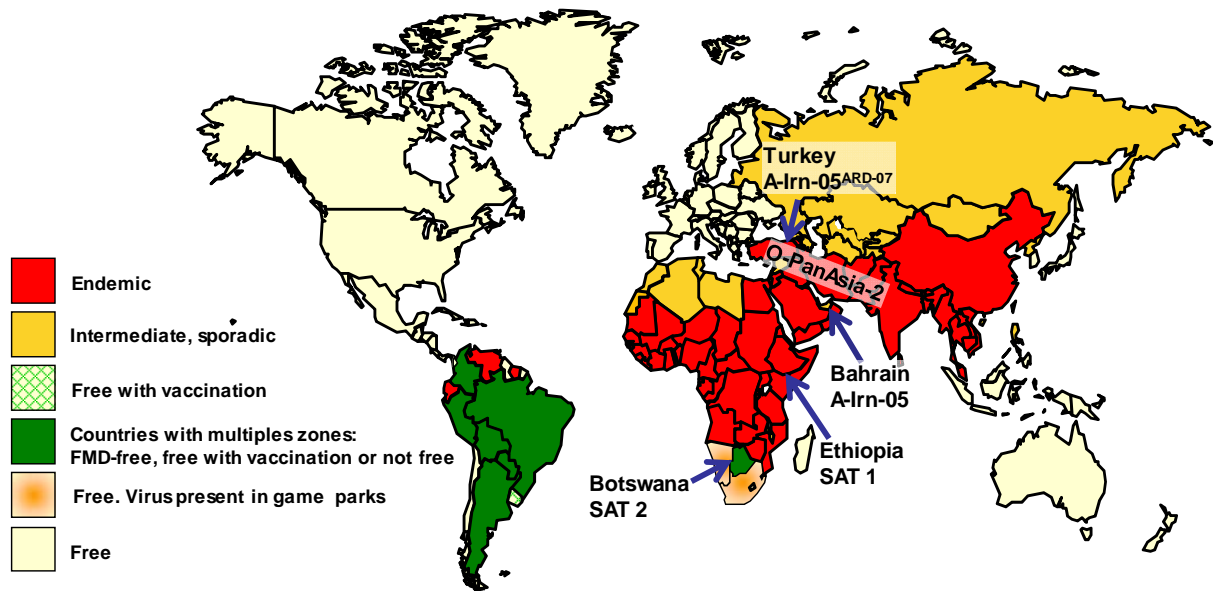 Turkey
A-Irn-05ARD-07
O-PanAsia-2
Endemic
Intermediate, sporadic
Free with vaccination
Countries with multiples zones:
FMD-free, free with vaccination or not free
Free. Virus present in game parks
Free
Bahrain
A-Irn-05
Ethiopia
SAT 1
Botswana
SAT 2